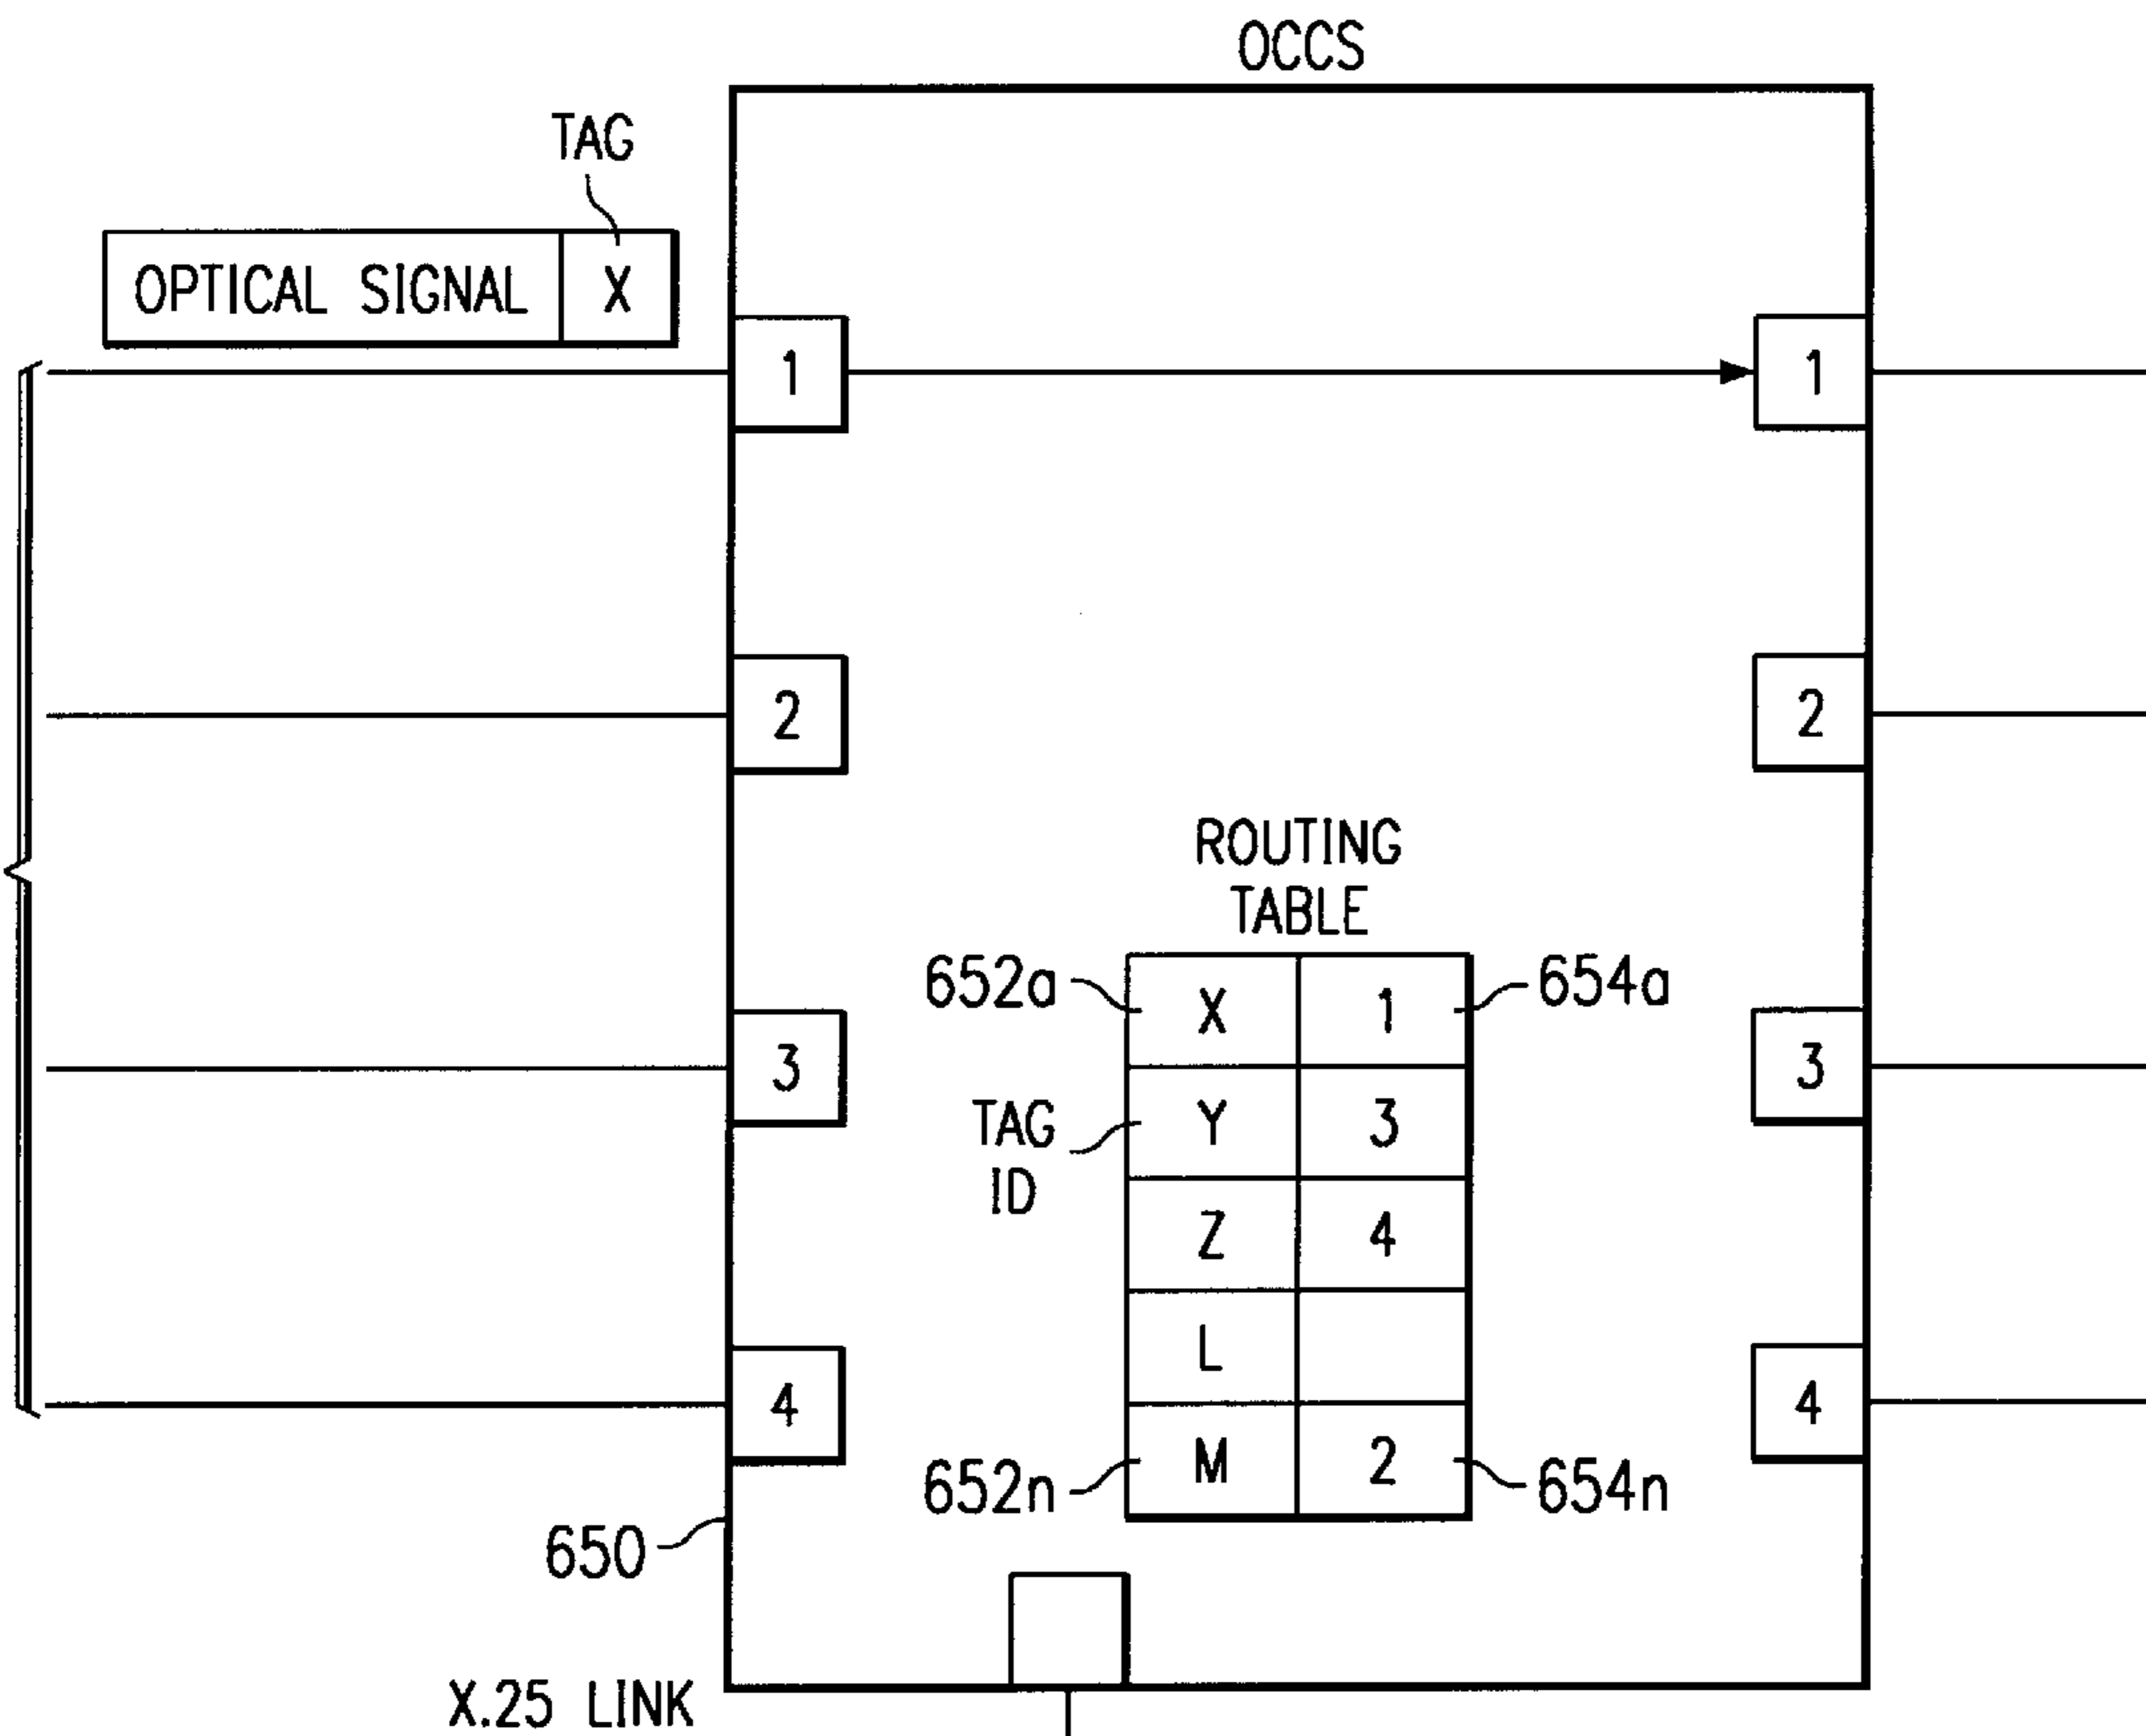 OCCS
TAG
OPTICAL SIGNAL X
1 1
2 2
ROUTING
TABLE
652a X 1 654a
3 3
TAG
ID
Y 3
Z 4
L
4 4
652n M 2 654n
650
X.25 LINK